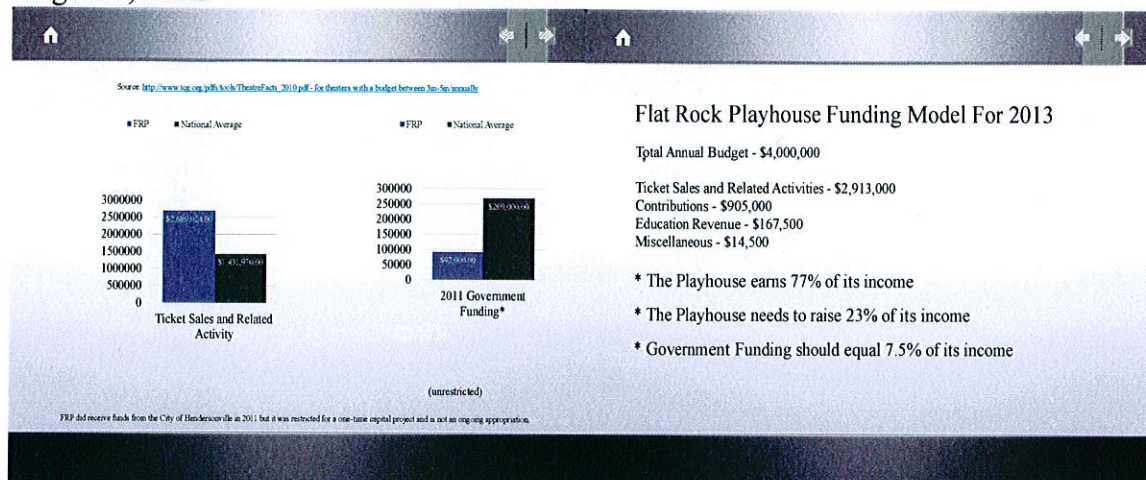 Source: http://www.tcg.org/pdfs/tools/TheatreFacts_2010.pdf - for theaters with a budget between 3m-5m/annually
FRP National Average
3000000
2500000
2000000
1500000
1000000
500000
0
Ticket Sales and Related
Activity
FRP National Average
300000
250000
200000
150000
100000
50000
0
$92,000.00
2011 Government
Funding*
(unrestricted)
FRP did receive funds from the City of Hendersonville in 2011 but it was restricted for a one-time capital project and is not an ongoing appropriation.
Flat Rock Playhouse Funding Model For 2013
Total Annual Budget - $4,000,000
Ticket Sales and Related Activities - $2,913,000
Contributions - $905,000
Education Revenue - $167,500
Miscellaneous - $14,500
* The Playhouse earns 77% of its income
* The Playhouse needs to raise 23% of its income
* Government Funding should equal 7.5% of its income